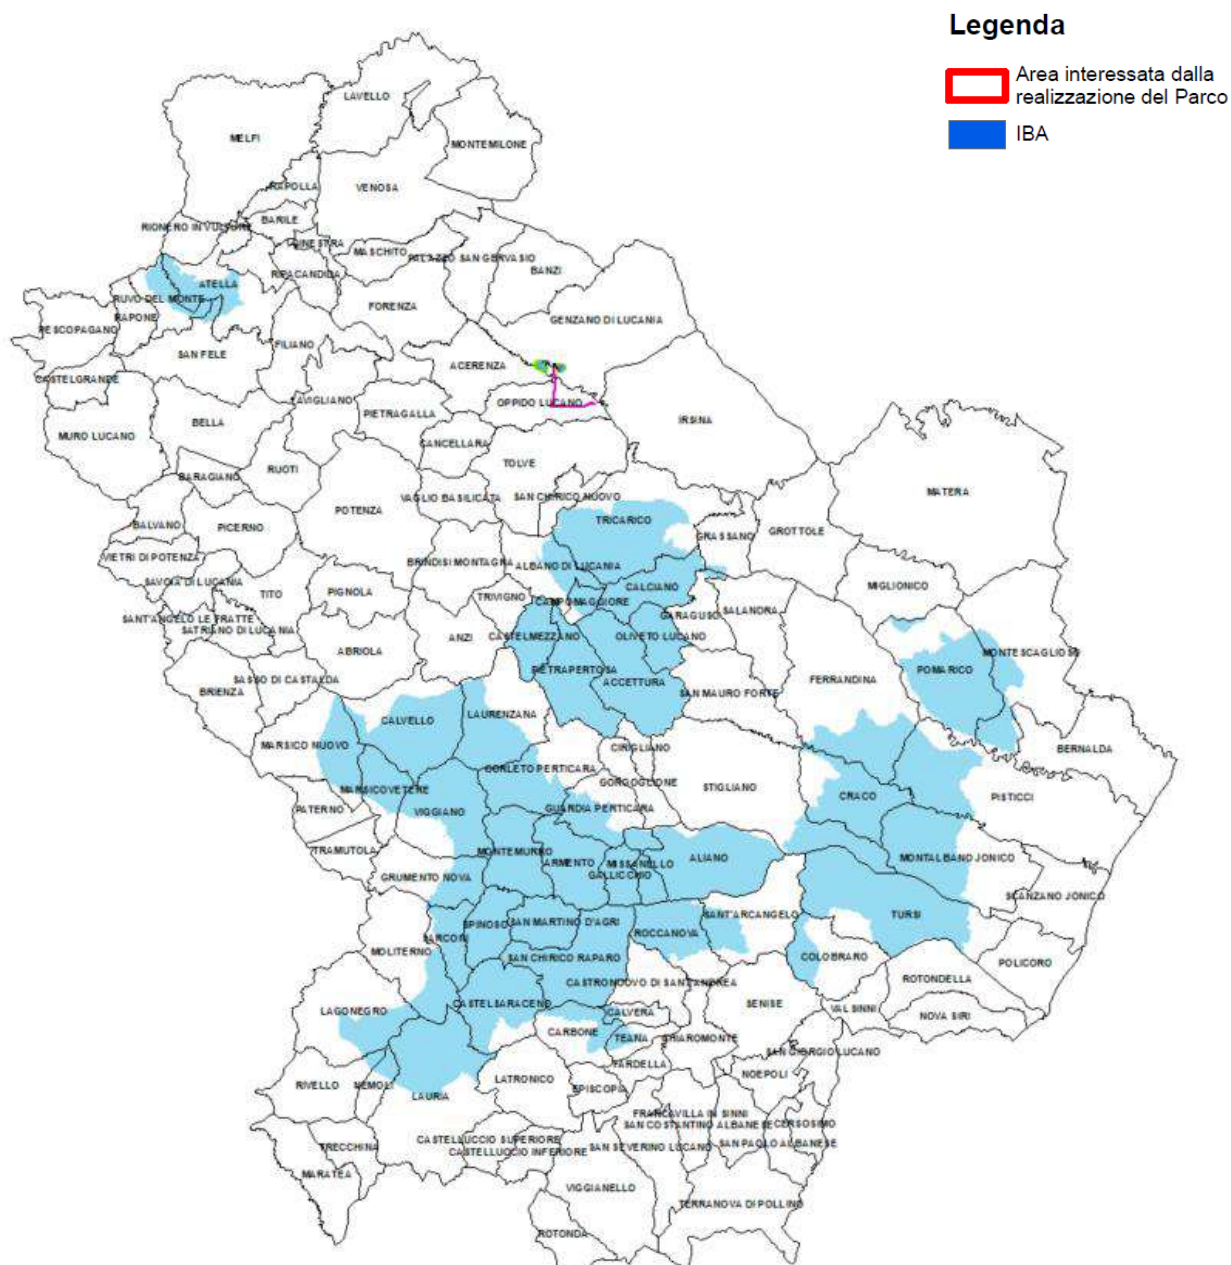 Legenda
Area interessata dalla
realizzazione del Parco
IBA
LAVELLO
MELFI
MONTEMILONE
RAPOLLA
VENOSA
BARILE
RIONERO IN VULTURE
GINESTRA
MASCHITO
PALAZZO SAN GERVASIO
BANZI
RIPACANDIDA
ATELLA
RUVO DEL MONTE
FORENZA
RAPONE
GENZANO DI LUCANIA
PESCOPAGANO
FILIANO
SAN FELE
ACERENZA
CASTELGRANDE
AVIGLIANO
OPPIDO LUCANO
PIETRAGALLA
BELLA
IRSINA
MURO LUCANO
CANCELLARA
TOLVE
RUOTI
BARAGIANO
MATERA
VAGLIO BASILICATA
SAN CHIRICO NUOVO
POTENZA
TRICARICO
BALVANO
PICERNO
GROTTOLE
GRASSANO
VIETRI DI POTENZA
BRINDISI MONTAGNA
ALBANO DI LUCANIA
SAVOIA DI LUCANIA
CALCIANO
MIGLIONICO
TITO
PIGNOLA
TRIVIGNO
CAMPOMAGGIORE
SALANDRA
GARAGUSO
SANT'ANGELO LE FRATTE
SATRIANO DI LUCANIA
ANZI
CASTELMEZZANO
OLIVETO LUCANO
ABRIOLA
MONTESCAGLIOSO
PIETRAPERTOSA
POMARICO
SASSO DI CASTALDA
ACCETTURA
FERRANDINA
BRIENZA
SAN MAURO FORTE
LAURENZANA
CALVELLO
MARSICO NUOVO
CIRIGLIANO
BERNALDA
CORLETO PERTICARA
GORGOGLIONE
MARSICOVETERE
STIGLIANO
CRACO
PISTICCI
PATERNO
VIGGIANO
GUARDIA PERTICARA
TRAMUTOLA
MONTEMURRO
ARMENTO
MISSANELLO
ALIANO
MONTALBANO JONICO
GALLICCHIO
GRUMENTO NOVA
SCANZANO JONICO
SANT'ARCANGELO
TURSI
SPINOSO
SAN MARTINO D'AGRI
ROCCANOVA
SARCONI
MOLITERNO
SAN CHIRICO RAPARO
COLOBRARO
POLICORO
ROTONDELLA
CASTRONUOVO DI SANT'ANDREA
CASTELSARACENO
SENISE
LAGONEGRO
CALVERA
VALSINNI
NOVA SIRI
CARBONE
TEANA
CHIAROMONTE
SAN GIORGIO LUCANO
FARDELLA
NOEPOLI
LATRONICO
RIVELLO
NEMOLI
EPISCOPIA
LAURIA
FRANCAVILLA IN SINNI
SAN COSTANTINO ALBANESE
CERSOSIMO
CASTELLUCCIO SUPERIORE
TRECCHINA
SAN SEVERINO LUCANO
SAN PAOLO ALBANESE
CASTELLUCCIO INFERIORE
MARATEA
VIGGIANELLO
TERRANOVA DI POLLINO
ROTONDA